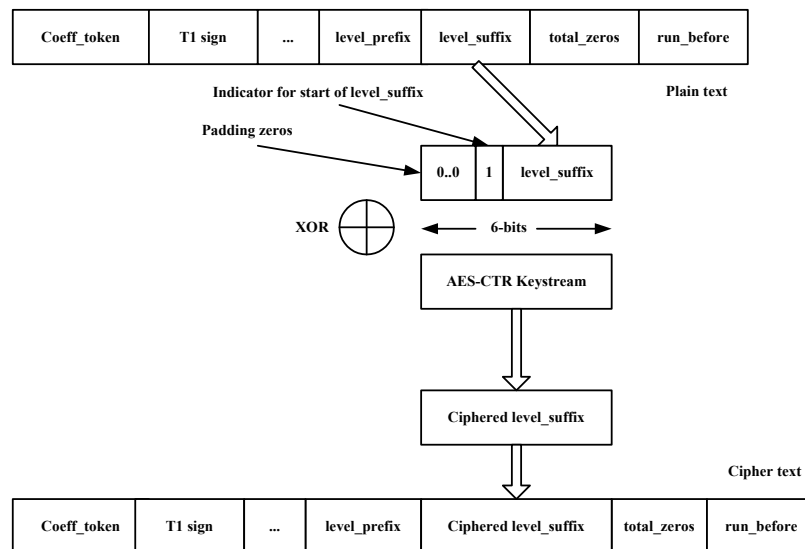 Coeff_token T1 sign ... level_prefix level_suffix total_zeros run_before
Plain text
Indicator for start of level_suffix
Padding zeros
0..0 1 level_suffix
XOR
6-bits
AES-CTR Keystream
Ciphered level_suffix
Cipher text
Coeff_token T1 sign ... level_prefix Ciphered level_suffix total_zeros run_before